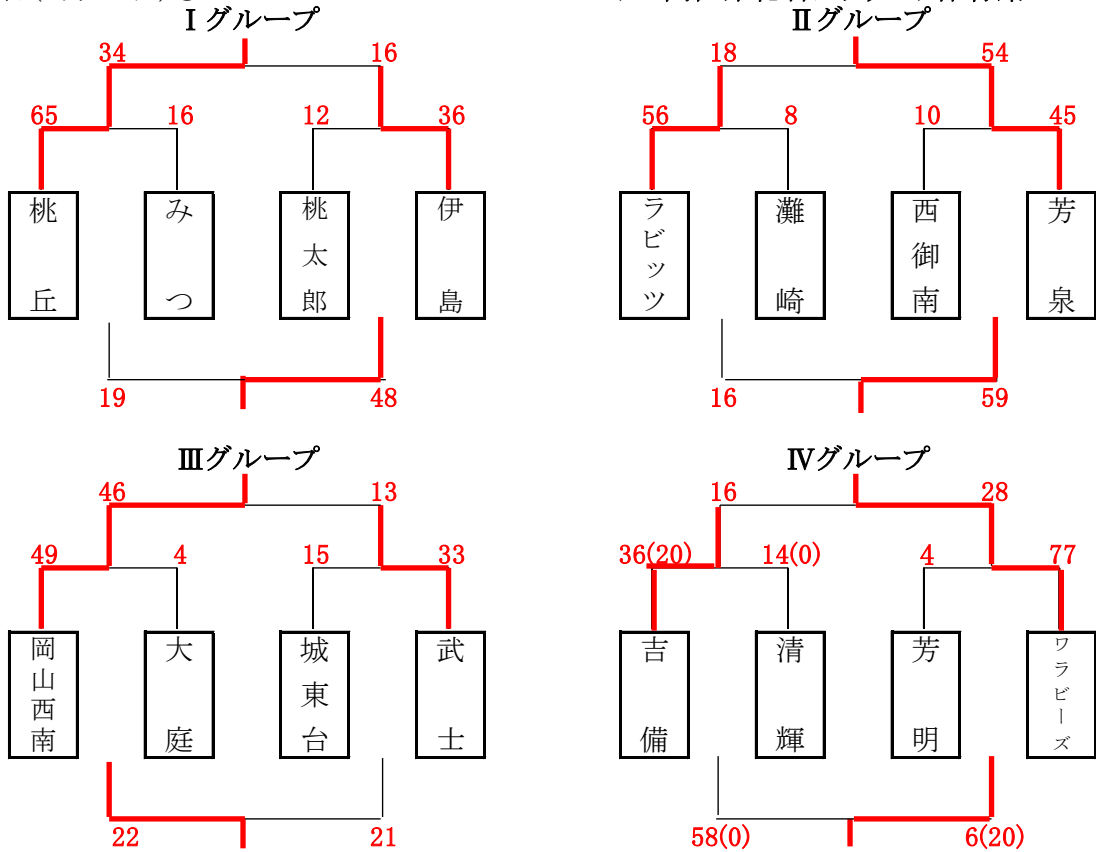 Ⅰグループ
34 16
65 16 12 36
桃丘 みつ 桃太郎 伊島
19 48
Ⅱグループ
18 54
56 8 10 45
ラビッツ 灘崎 西御南 芳泉
16 59
Ⅲグループ
46 13
49 4 15 33
岡山西南 大庭 城東台 武士
22 21
Ⅳグループ
16 28
36(20) 14(0) 4 77
吉備 清輝 芳明 ワラビーズ
58(0) 6(20)